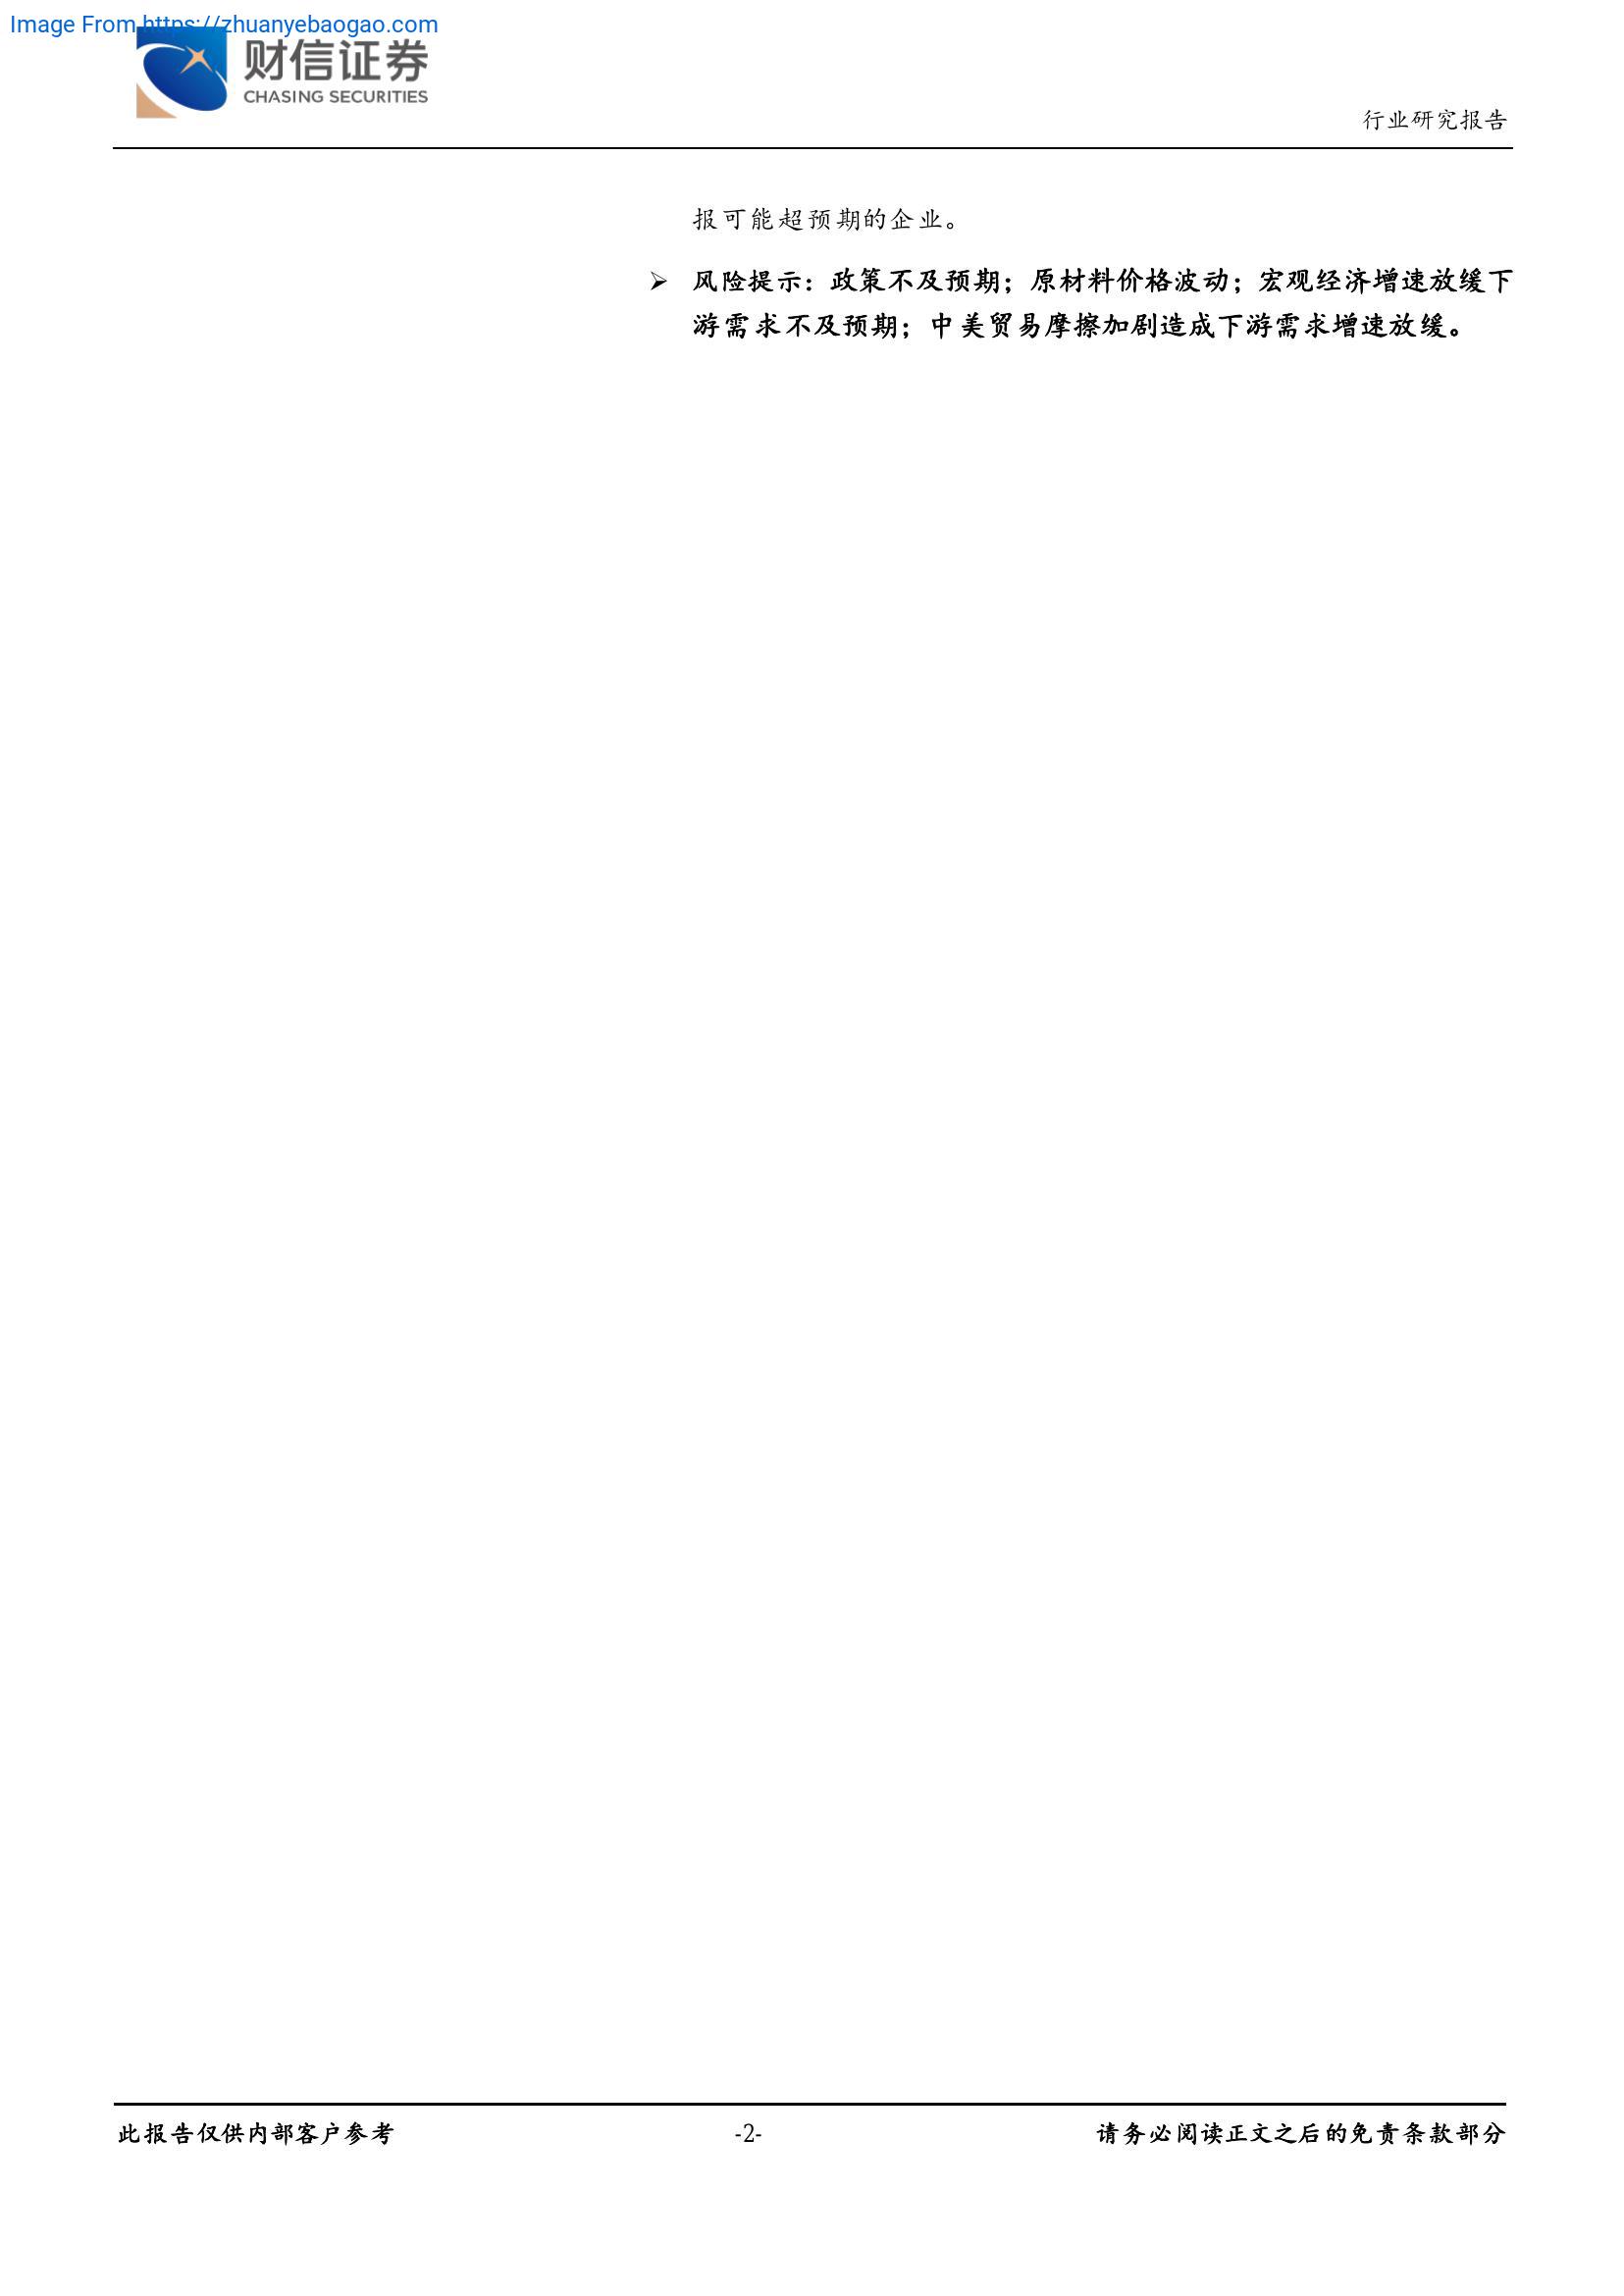 Image From https://zhuanyebaogao.com
财信证券
CHASING SECURITIES
行业研究报告
报可能超预期的企业。
➢ 风险提示：政策不及预期；原材料价格波动；宏观经济增速放缓下
游需求不及预期；中美贸易摩擦加剧造成下游需求增速放缓。
此报告仅供内部客户参考 -2- 请务必阅读正文之后的免责条款部分